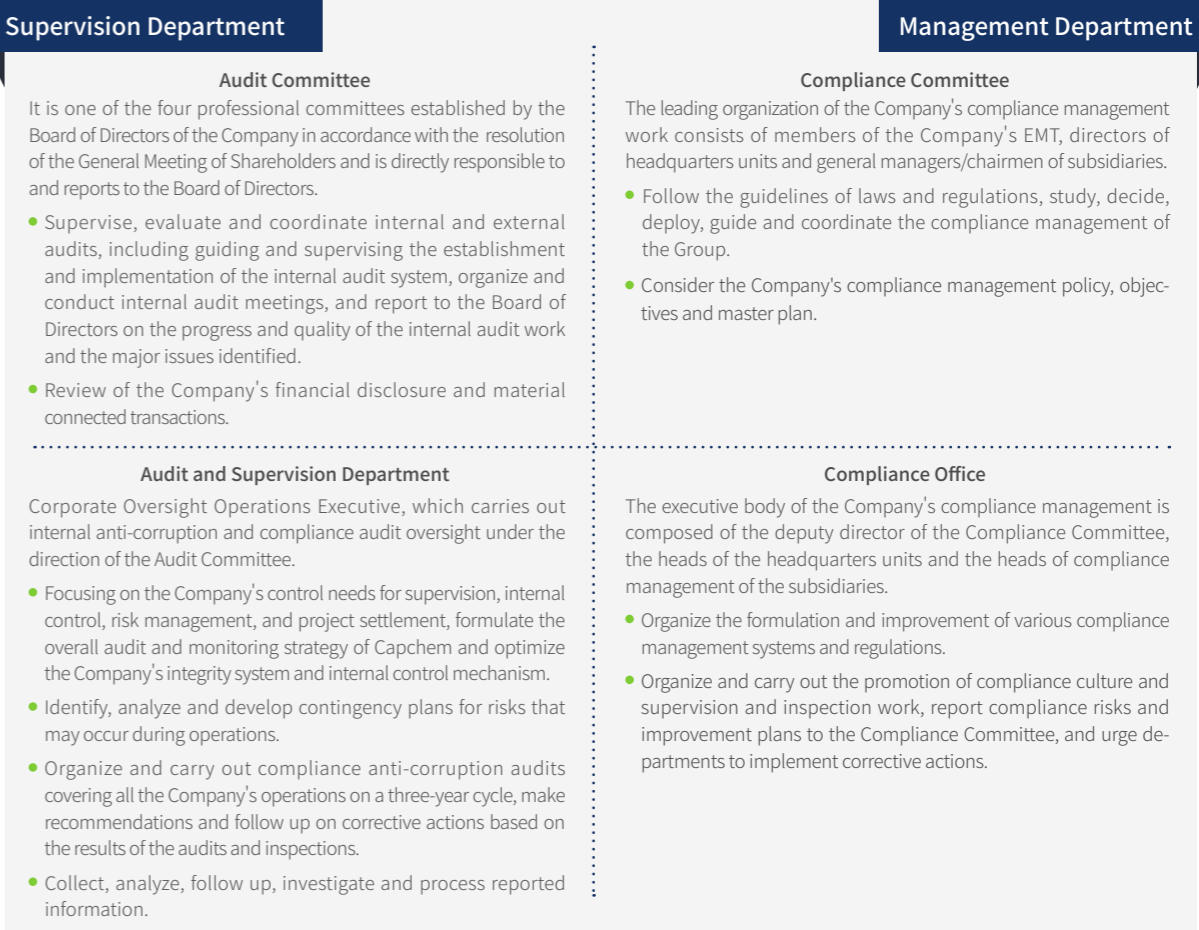 Supervision Department
Management Department
Audit Committee
It is one of the four professional committees established by the
Board of Directors of the Company in accordance with the resolution
of the General Meeting of Shareholders and is directly responsible to
and reports to the Board of Directors.
Supervise, evaluate and coordinate internal and external
audits, including guiding and supervising the establishment
and implementation of the internal audit system, organize and
conduct internal audit meetings, and report to the Board of
Directors on the progress and quality of the internal audit work
and the major issues identified.
Review of the Company's financial disclosure and material
connected transactions.
Compliance Committee
The leading organization of the Company's compliance management
work consists of members of the Company's EMT, directors of
headquarters units and general managers/chairmen of subsidiaries.
Follow the guidelines of laws and regulations, study, decide,
deploy, guide and coordinate the compliance management of
the Group.
Consider the Company's compliance management policy, objec-
tives and master plan.
Audit and Supervision Department
Corporate Oversight Operations Executive, which carries out
internal anti-corruption and compliance audit oversight under the
direction of the Audit Committee.
Focusing on the Company's control needs for supervision, internal
control, risk management, and project settlement, formulate the
overall audit and monitoring strategy of Capchem and optimize
the Company's integrity system and internal control mechanism.
Identify, analyze and develop contingency plans for risks that
may occur during operations.
Organize and carry out compliance anti-corruption audits
covering all the Company's operations on a three-year cycle, make
recommendations and follow up on corrective actions based on
the results of the audits and inspections.
Collect, analyze, follow up, investigate and process reported
information.
Compliance Office
The executive body of the Company's compliance management is
composed of the deputy director of the Compliance Committee,
the heads of the headquarters units and the heads of compliance
management of the subsidiaries.
Organize the formulation and improvement of various compliance
management systems and regulations.
Organize and carry out the promotion of compliance culture and
supervision and inspection work, report compliance risks and
improvement plans to the Compliance Committee, and urge de-
partments to implement corrective actions.